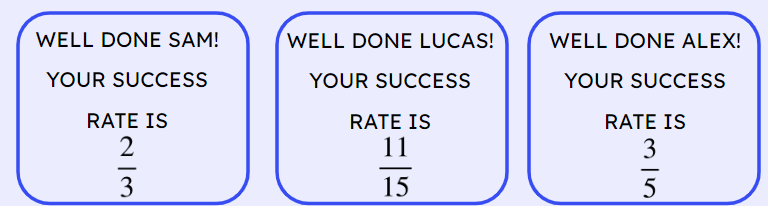 WELL DONE SAM!
YOUR SUCCESS
RATE IS
2
3
WELL DONE LUCAS!
YOUR SUCCESS
RATE IS
11
15
WELL DONE ALEX!
YOUR SUCCESS
RATE IS
3
5